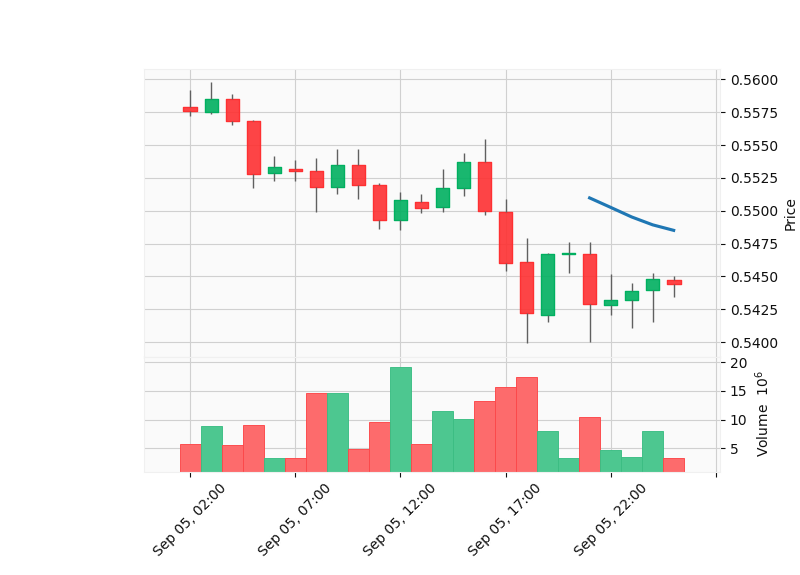 0.5600
0.5575
0.5550
0.5525
0.5500
0.5475
0.5450
0.5425
0.5400
Price
20
15
10
5
Volume 10^6
Sep 05, 02:00
Sep 05, 07:00
Sep 05, 12:00
Sep 05, 17:00
Sep 05, 22:00